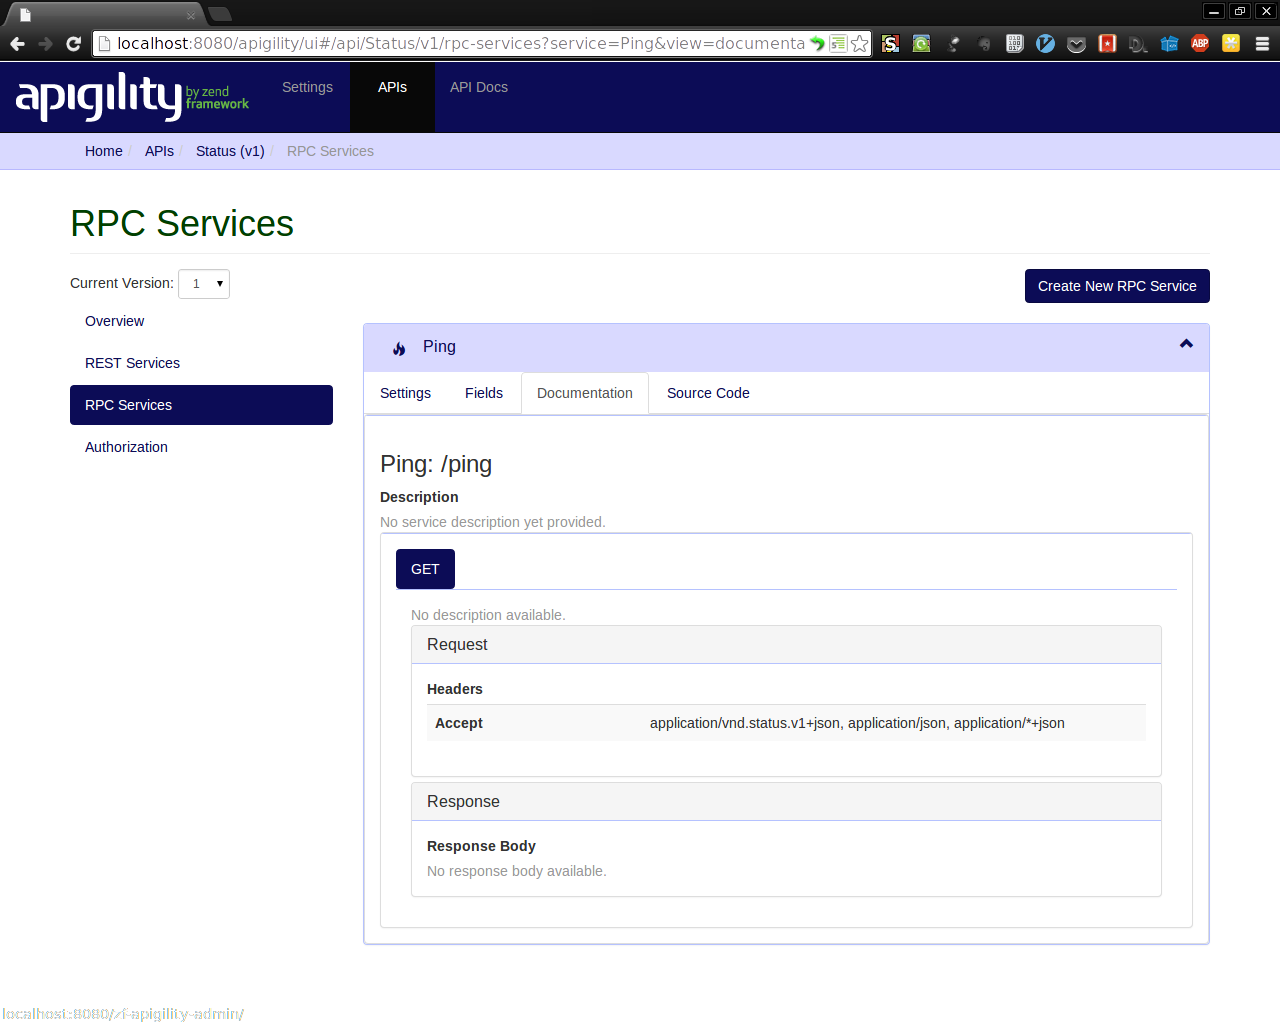 localhost:8080/apigility/ui#/api/Status/v1/rpc-services?service=Ping&view=documenta
apigility by zend framework
Settings APIs API Docs
Home / APIs / Status (v1) / RPC Services
RPC Services
Current Version: 1
Create New RPC Service
Overview
REST Services
RPC Services
Authorization
Ping
Settings Fields Documentation Source Code
Ping: /ping
Description
No service description yet provided.
GET
No description available.
Request
Headers
Accept application/vnd.status.v1+json, application/json, application/*+json
Response
Response Body
No response body available.
localhost:8080/zf-apigility-admin/